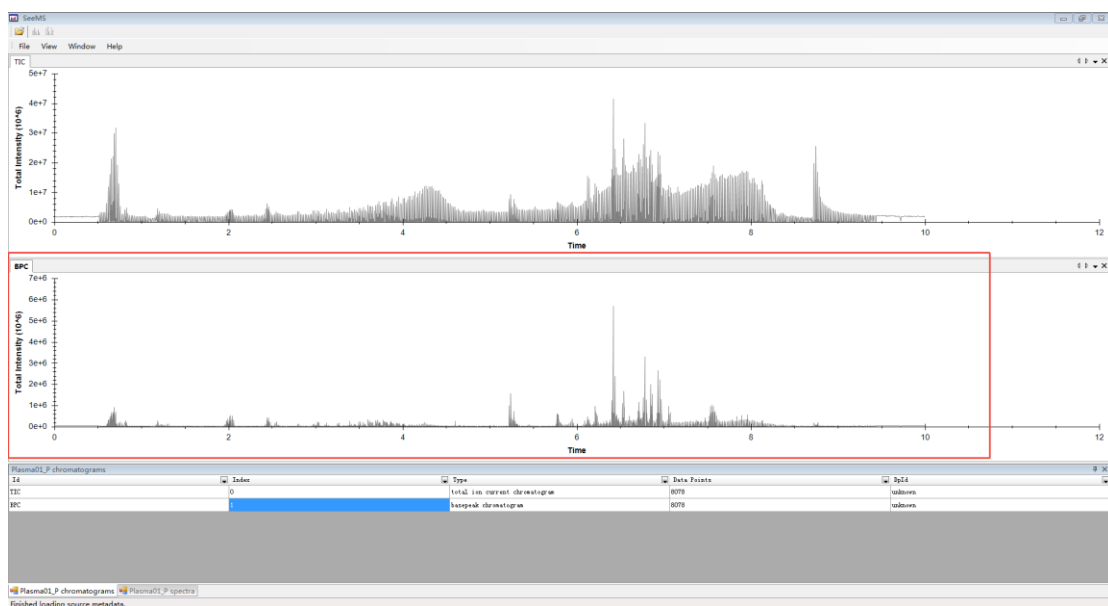 SeeMS
File View Window Help
TIC
5e+7
4e+7
3e+7
2e+7
1e+7
0e+0
Total Intensity (10^6)
0 2 4 6 8 10 12
Time
BPC
7e+6
6e+6
5e+6
4e+6
3e+6
2e+6
1e+6
0e+0
Total Intensity (10^6)
0 2 4 6 8 10 12
Time
Plasma01_P chromatograms
Id Index Type Data Points DpId
TIC 0 total ion current chromatogram 8078 unknown
BPC 1 basepeak chromatogram 8078 unknown
Plasma01_P chromatograms Plasma01_P spectra
Finished loading source metadata.